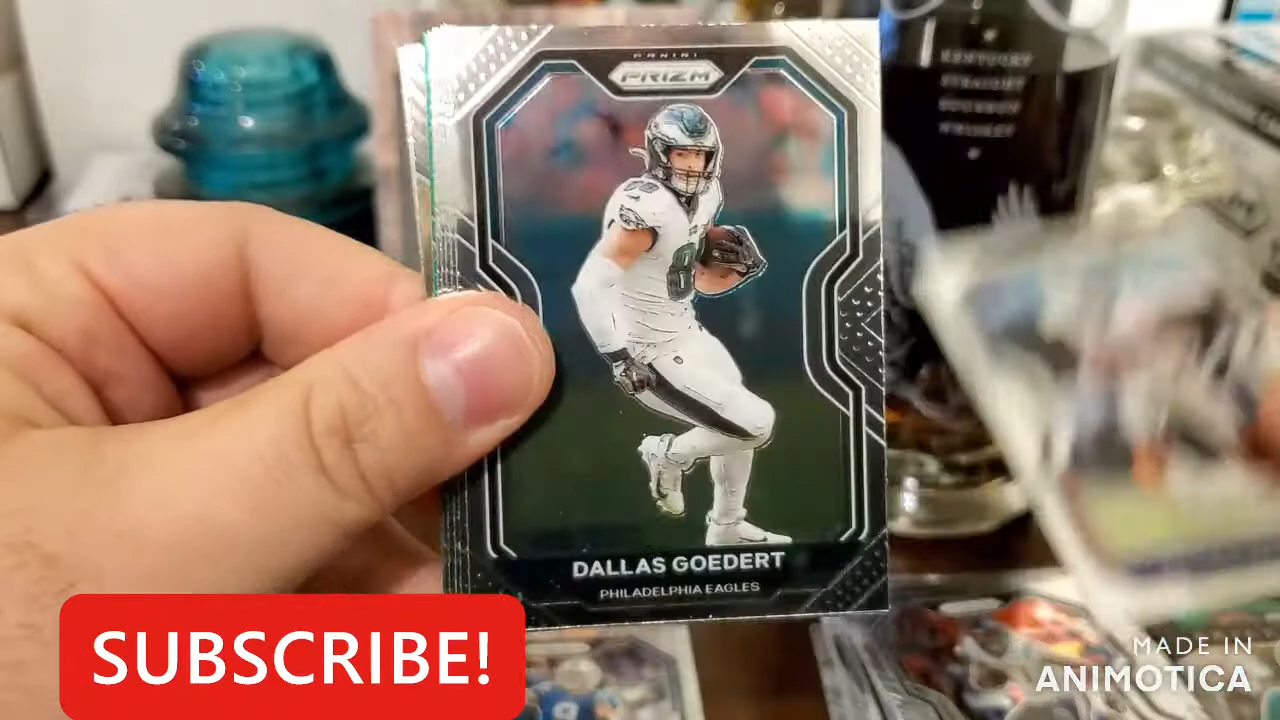 PANINI
PRIZM
KENTUCKY
STRAIGHT
BOURBON
WHISKEY
DALLAS GOEDERT
PHILADELPHIA EAGLES
SUBSCRIBE!
MADE IN
ANIMOTICA